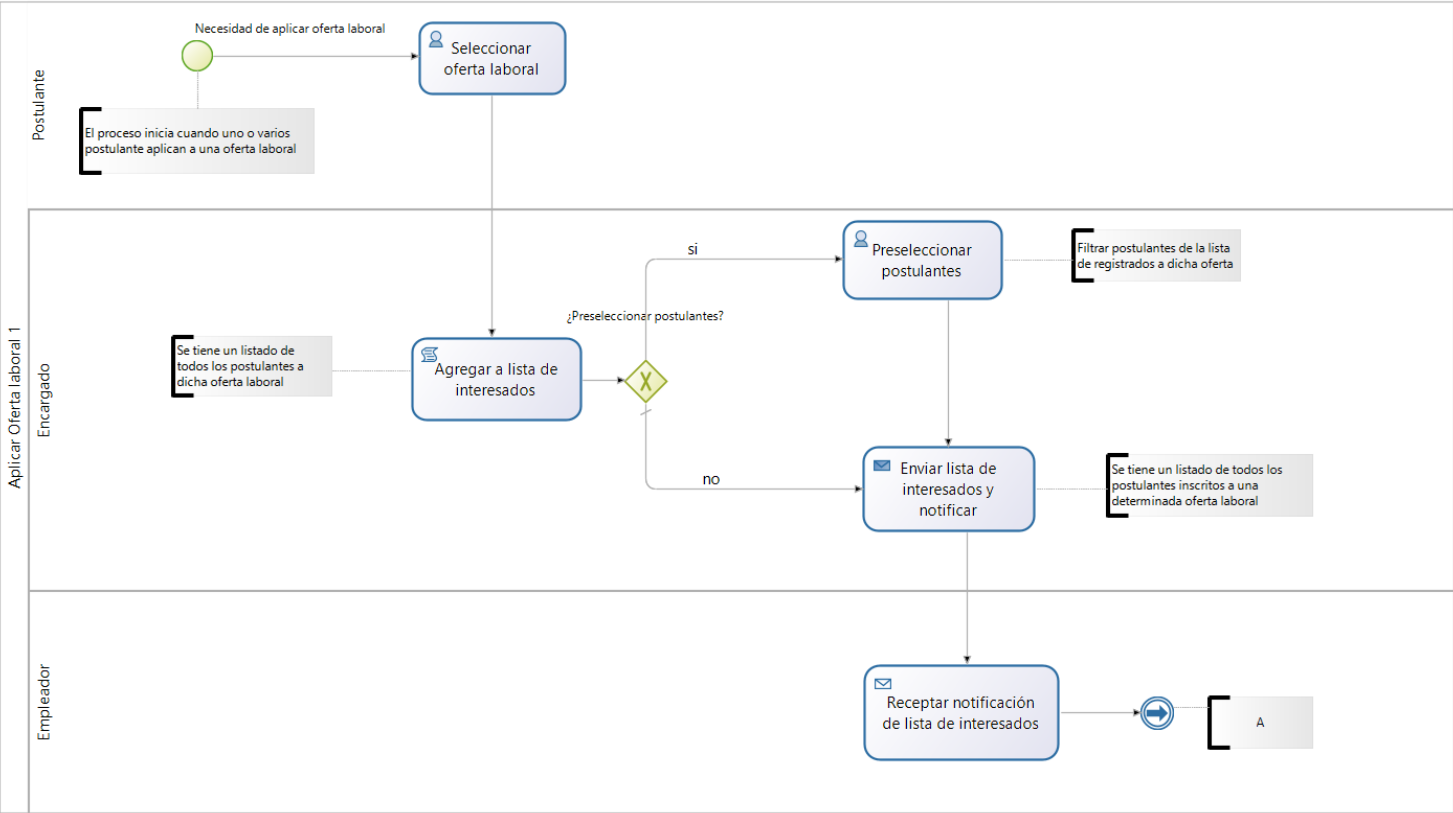 Aplicar Oferta laboral 1
Postulante
Necesidad de aplicar oferta laboral
Seleccionar
oferta laboral
El proceso inicia cuando uno o varios
postulante aplican a una oferta laboral
Encargado
Se tiene un listado de
todos los postulantes a
dicha oferta laboral
Agregar a lista de
interesados
¿Preseleccionar postulantes?
si
Preseleccionar
postulantes
Filtrar postulantes de la lista
de registrados a dicha oferta
no
Enviar lista de
interesados y
notificar
Se tiene un listado de todos los
postulantes inscritos a una
determinada oferta laboral
Empleador
Receptar notificación
de lista de interesados
A